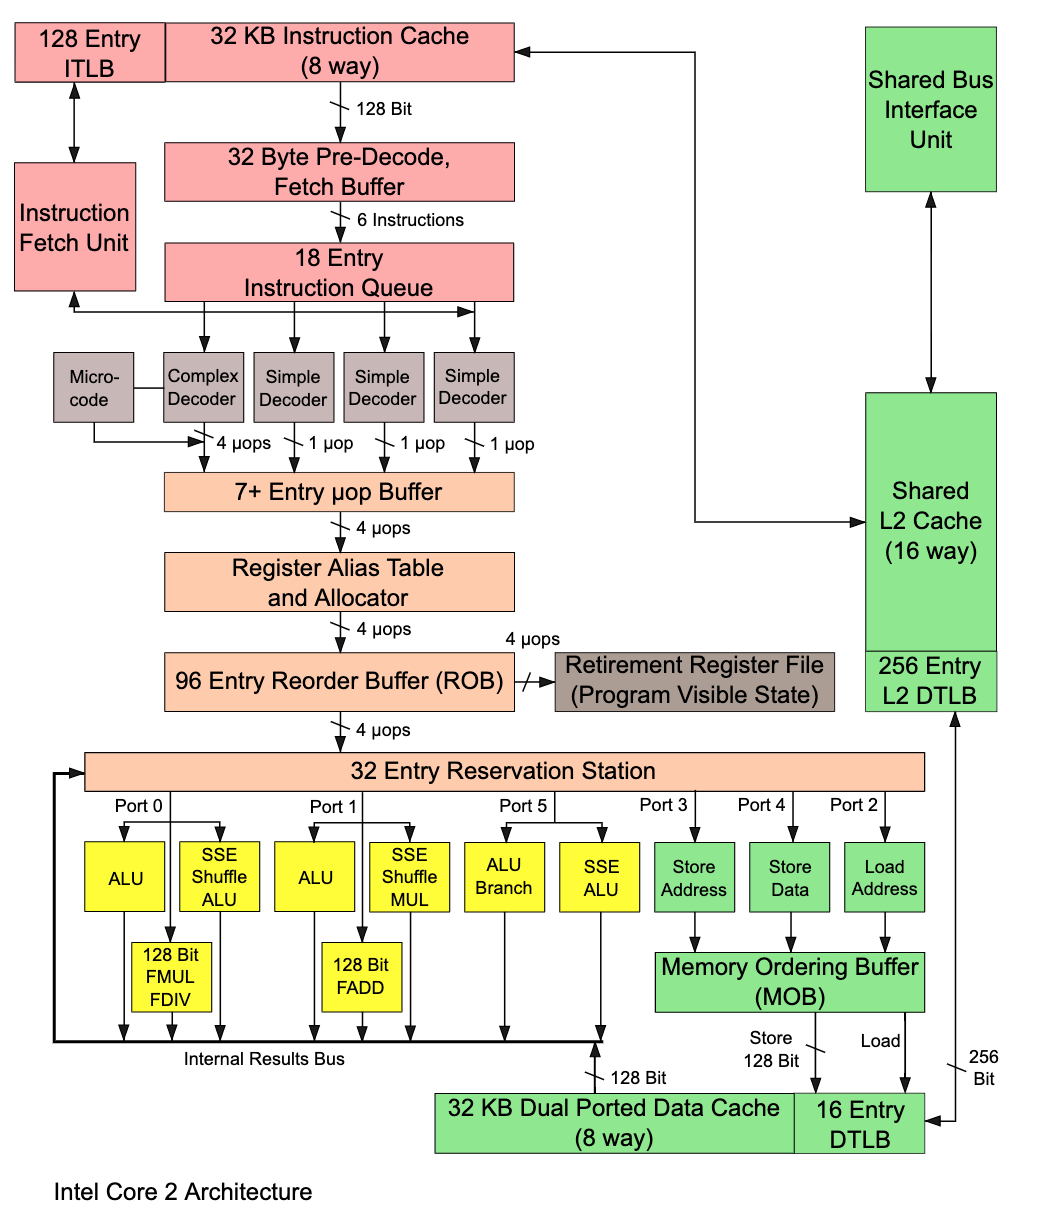 128 Entry
ITLB
32 KB Instruction Cache
(8 way)
128 Bit
Shared Bus
Interface
Unit
32 Byte Pre-Decode,
Fetch Buffer
Instruction
Fetch Unit
6 Instructions
18 Entry
Instruction Queue
Micro-
code
Complex
Decoder
Simple
Decoder
Simple
Decoder
Simple
Decoder
4 µops
1 µop
1 µop
1 µop
7+ Entry µop Buffer
Shared
L2 Cache
(16 way)
4 µops
Register Alias Table
and Allocator
4 µops
4 µops
96 Entry Reorder Buffer (ROB)
Retirement Register File
(Program Visible State)
256 Entry
L2 DTLB
4 µops
32 Entry Reservation Station
Port 0
Port 1
Port 5
Port 3
Port 4
Port 2
ALU
SSE
Shuffle
ALU
ALU
SSE
Shuffle
MUL
ALU
Branch
SSE
ALU
Store
Address
Store
Data
Load
Address
128 Bit
FMUL
FDIV
128 Bit
FADD
Memory Ordering Buffer
(MOB)
Internal Results Bus
Store
128 Bit
Load
256
Bit
128 Bit
32 KB Dual Ported Data Cache
(8 way)
16 Entry
DTLB
Intel Core 2 Architecture